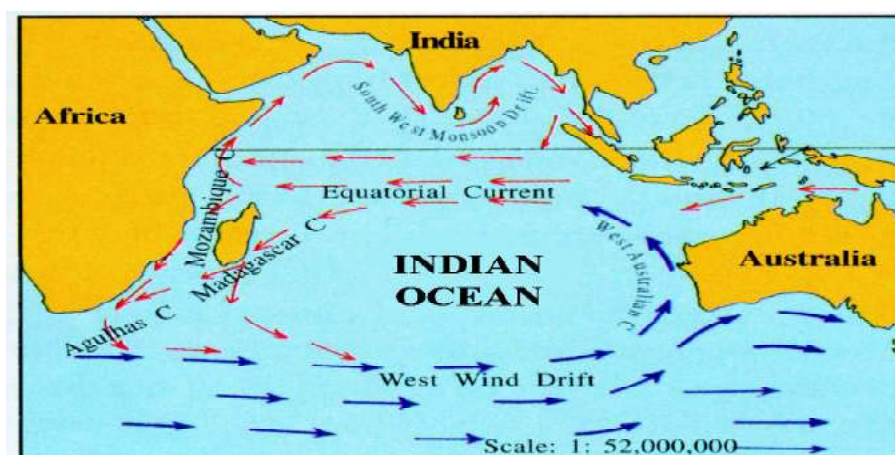 India
Africa
South West Monsoon Drift.
Mozambique C
Equatorial Current
Madagascar C
West Australian C
INDIAN
OCEAN
Australia
Agulhas C
S
West Wind Drift
Scale: 1: 52,000,000